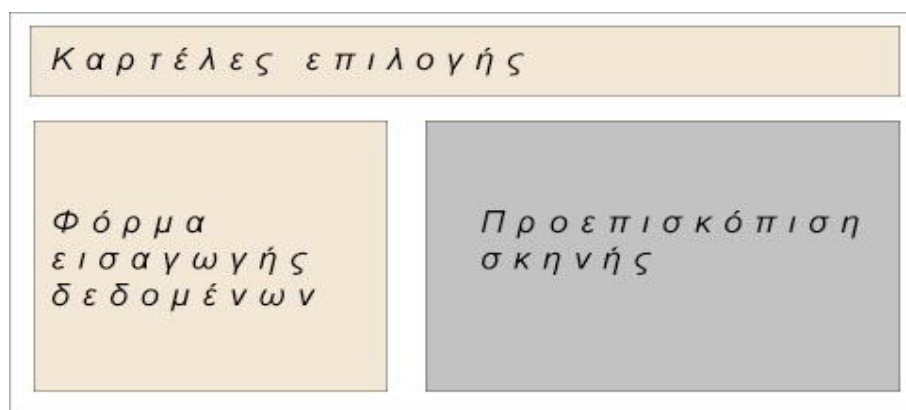 Καρτέλες επιλογής
Φόρμα
εισαγωγής
δεδομένων
Προεπισκόπιση
σκηνής